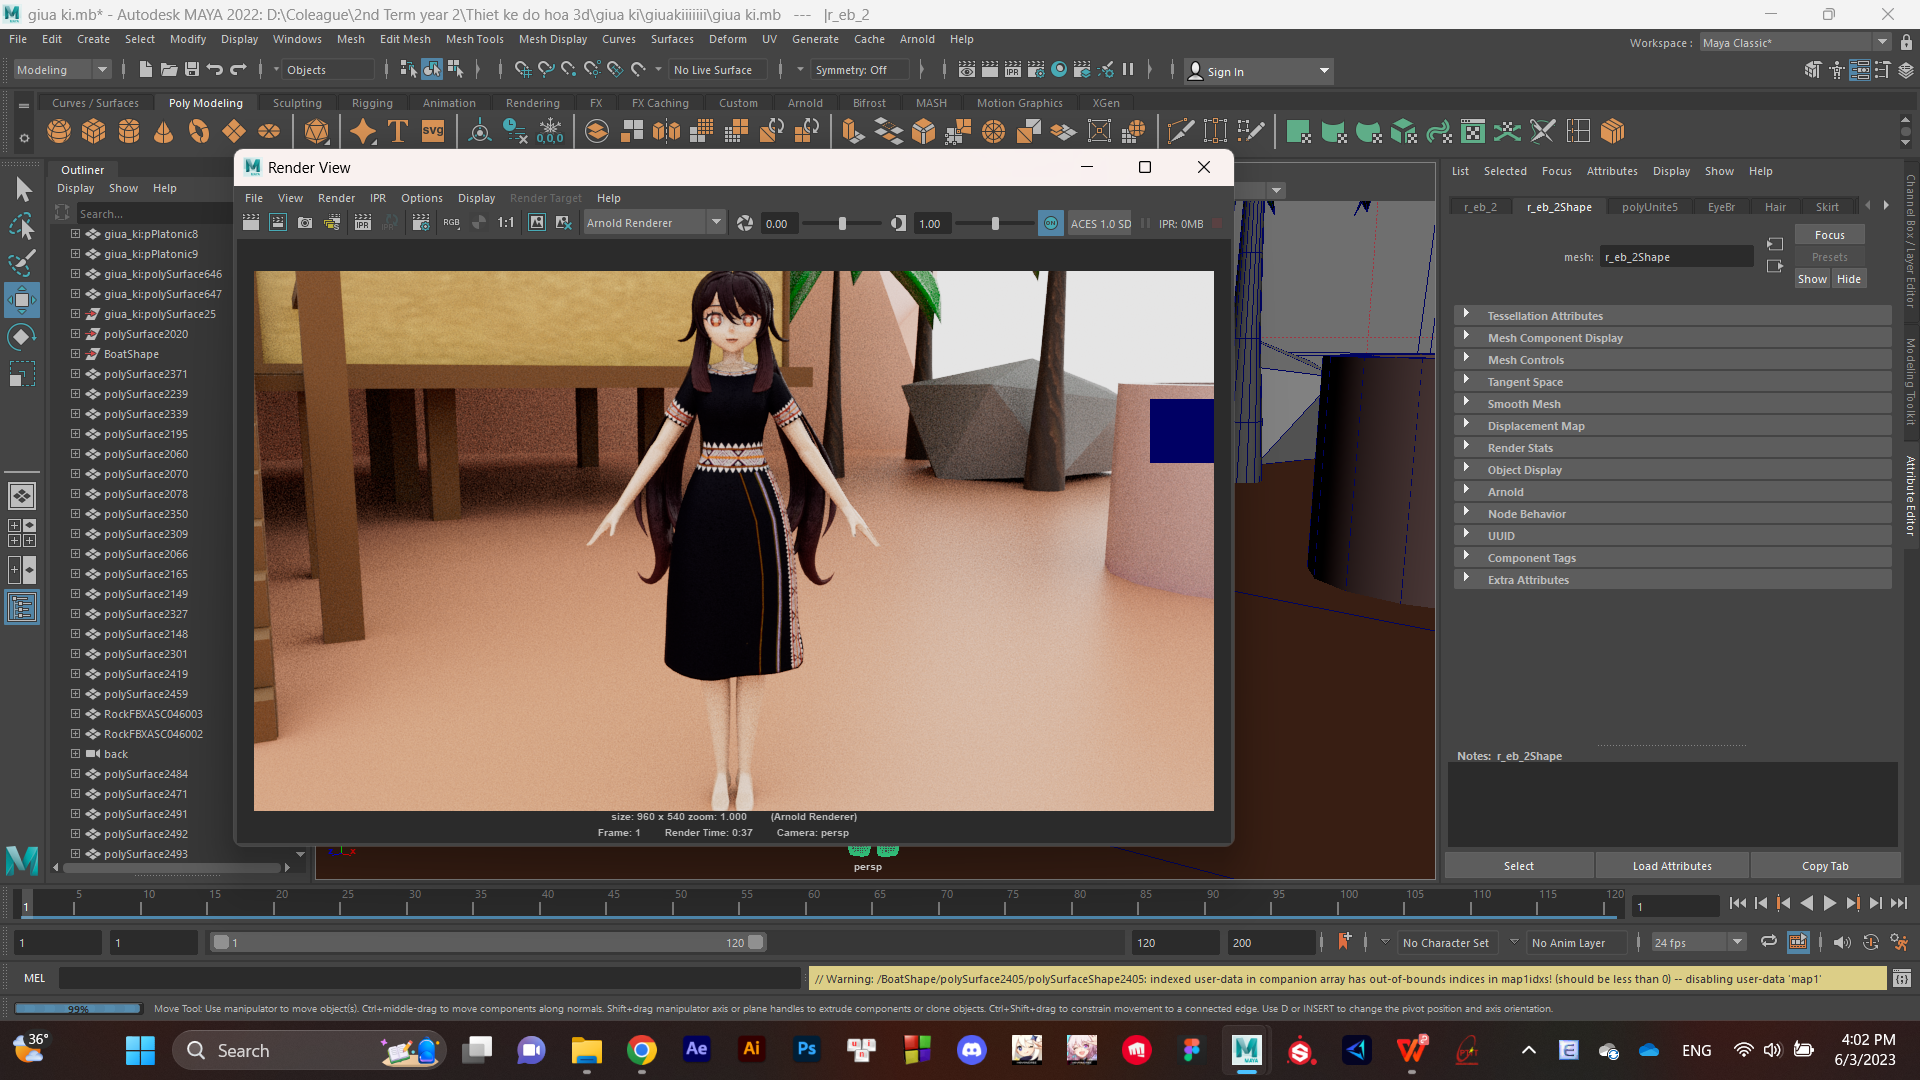 giua ki.mb* - Autodesk MAYA 2022: D:\Coleague\2nd Term year 2\Thiet ke do hoa 3d\giua ki\giuakiiiiiii\giua ki.mb --- |r_eb_2
File Edit Create Select Modify Display Windows Mesh Edit Mesh Mesh Tools Mesh Display Curves Surfaces Deform UV Generate Cache Arnold Help
Workspace : Maya Classic*
Modeling Objects No Live Surface Symmetry: Off Sign In
Curves / Surfaces Poly Modeling Sculpting Rigging Animation Rendering FX FX Caching Custom Arnold Bifrost MASH Motion Graphics XGen
Outliner
Display Show Help
Search...
giua_ki:pPlatonic8
giua_ki:pPlatonic9
giua_ki:polySurface646
giua_ki:polySurface647
giua_ki:polySurface25
polySurface2020
BoatShape
polySurface2371
polySurface2239
polySurface2339
polySurface2195
polySurface2060
polySurface2070
polySurface2078
polySurface2350
polySurface2309
polySurface2066
polySurface2165
polySurface2149
polySurface2327
polySurface2148
polySurface2301
polySurface2419
polySurface2459
RockFBXASC046003
RockFBXASC046002
back
polySurface2484
polySurface2471
polySurface2491
polySurface2492
polySurface2493
Render View
File View Render IPR Options Display Render Target Help
IPR RGB 1:1 Arnold Renderer 0.00 1.00 ON ACES 1.0 SD IPR: 0MB
size: 960 x 540 zoom: 1.000 (Arnold Renderer)
Frame: 1 Render Time: 0:37 Camera: persp
persp
List Selected Focus Attributes Display Show Help
r_eb_2 r_eb_2Shape polyUnite5 EyeBr Hair Skirt
mesh: r_eb_2Shape
Focus
Presets
Show Hide
Tessellation Attributes
Mesh Component Display
Mesh Controls
Tangent Space
Smooth Mesh
Displacement Map
Render Stats
Object Display
Arnold
Node Behavior
UUID
Component Tags
Extra Attributes
Notes: r_eb_2Shape
Select Load Attributes Copy Tab
Channel Box / Layer Editor
Modeling Toolkit
Attribute Editor
1 5 10 15 20 25 30 35 40 45 50 55 60 65 70 75 80 85 90 95 100 105 110 115 120 1
1 1 1 120 120 200 No Character Set No Anim Layer 24 fps
MEL // Warning: /BoatShape/polySurface2405/polySurfaceShape2405: indexed user-data in companion array has out-of-bounds indices in map1idxs! (should be less than 0) -- disabling user-data 'map1'
99% Move Tool: Use manipulator to move object(s). Ctrl+middle-drag to move components along normals. Shift+drag manipulator axis or plane handles to extrude components or clone objects. Ctrl+Shift+drag to constrain movement to a connected edge. Use D or INSERT to change the pivot position and axis orientation.
36° Search Ae Ai Ps ENG 4:02 PM
6/3/2023